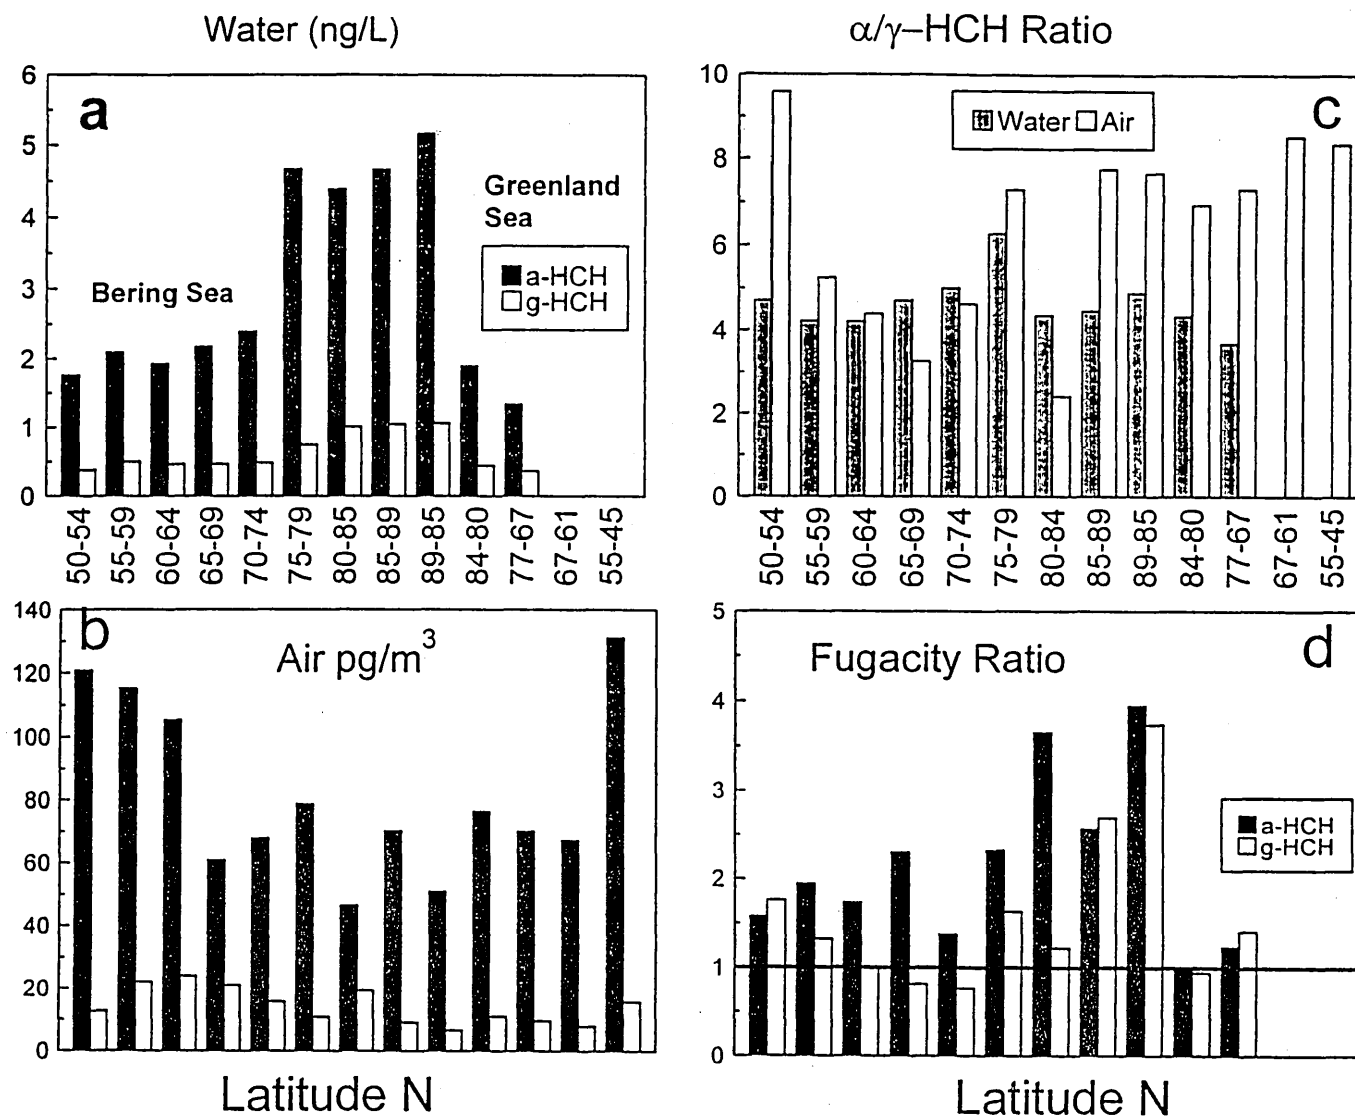 Water (ng/L)
6
5
4
3
2
1
0
a
Bering Sea
Greenland
Sea
a-HCH
g-HCH
50-54
55-59
60-64
65-69
70-74
75-79
80-85
85-89
89-85
84-80
77-67
67-61
55-45
α/γ–HCH Ratio
10
8
6
4
2
0
c
Water Air
50-54
55-59
60-64
65-69
70-74
75-79
80-84
85-89
89-85
84-80
77-67
67-61
55-45
140
120
100
80
60
40
20
0
b
Air pg/m³
Latitude N
5
4
3
2
1
0
Fugacity Ratio
d
a-HCH
g-HCH
Latitude N